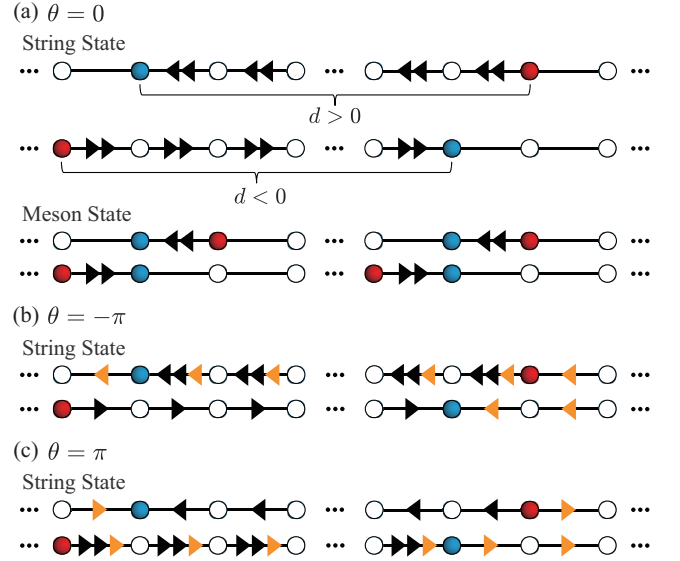 (a) θ = 0
String State
d > 0
d < 0
Meson State
(b) θ = −π
String State
(c) θ = π
String State